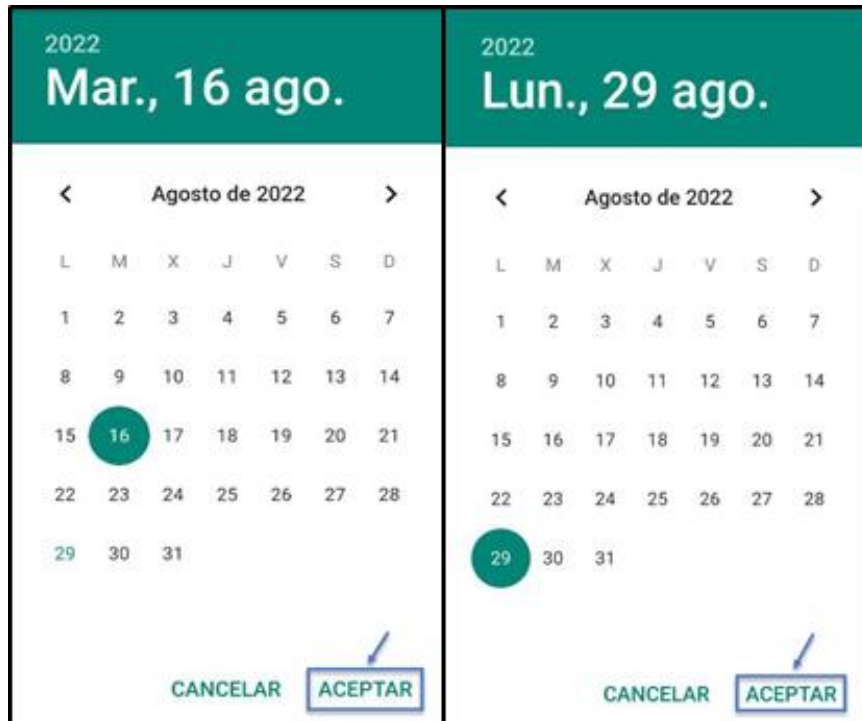 2022
Mar., 16 ago.
Agosto de 2022
L M X J V S D
1 2 3 4 5 6 7
8 9 10 11 12 13 14
15 16 17 18 19 20 21
22 23 24 25 26 27 28
29 30 31
CANCELAR ACEPTAR
2022
Lun., 29 ago.
Agosto de 2022
L M X J V S D
1 2 3 4 5 6 7
8 9 10 11 12 13 14
15 16 17 18 19 20 21
22 23 24 25 26 27 28
29 30 31
CANCELAR ACEPTAR